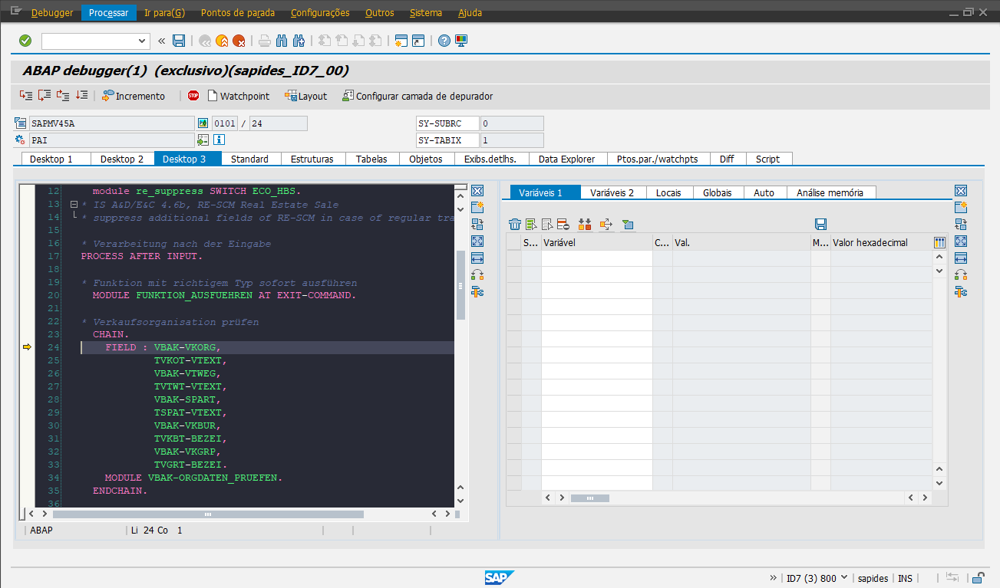 Debugger Processar Ir para(G) Pontos de parada Configurações Outros Sistema Ajuda
ABAP debugger(1) (exclusivo)(sapides_ID7_00)
Incremento STOP Watchpoint Layout Configurar camada de depurador
SAPMV45A 0101 / 24 SY-SUBRC 0
PAI SY-TABIX 1
Desktop 1 Desktop 2 Desktop 3 Standard Estruturas Tabelas Objetos Exibs.detlhs. Data Explorer Ptos.par./watchpts Diff Script
Variáveis 1 Variáveis 2 Locais Globais Auto Análise memória
S... Variável C... Val. M... Valor hexadecimal
12 module re_suppress SWITCH ECO_HBS.
13 * IS A&D/E&C 4.6b, RE-SCM Real Estate Sale
14 * suppress additional fields of RE-SCM in case of regular tra
15
16 * Verarbeitung nach der Eingabe
17 PROCESS AFTER INPUT.
18
19 * Funktion mit richtigem Typ sofort ausführen
20 MODULE FUNKTION_AUSFUEHREN AT EXIT-COMMAND.
21
22 * Verkaufsorganisation prüfen
23 CHAIN.
24 FIELD : VBAK-VKORG,
25 TVKOT-VTEXT,
26 VBAK-VTWEG,
27 TVTWT-VTEXT,
28 VBAK-SPART,
29 TSPAT-VTEXT,
30 VBAK-VKBUR,
31 TVKBT-BEZEI,
32 VBAK-VKGRP,
33 TVGRT-BEZEI.
34 MODULE VBAK-ORGDATEN_PRUEFEN.
35 ENDCHAIN.
36
ABAP Li 24 Co 1
SAP ID7 (3) 800 sapides INS